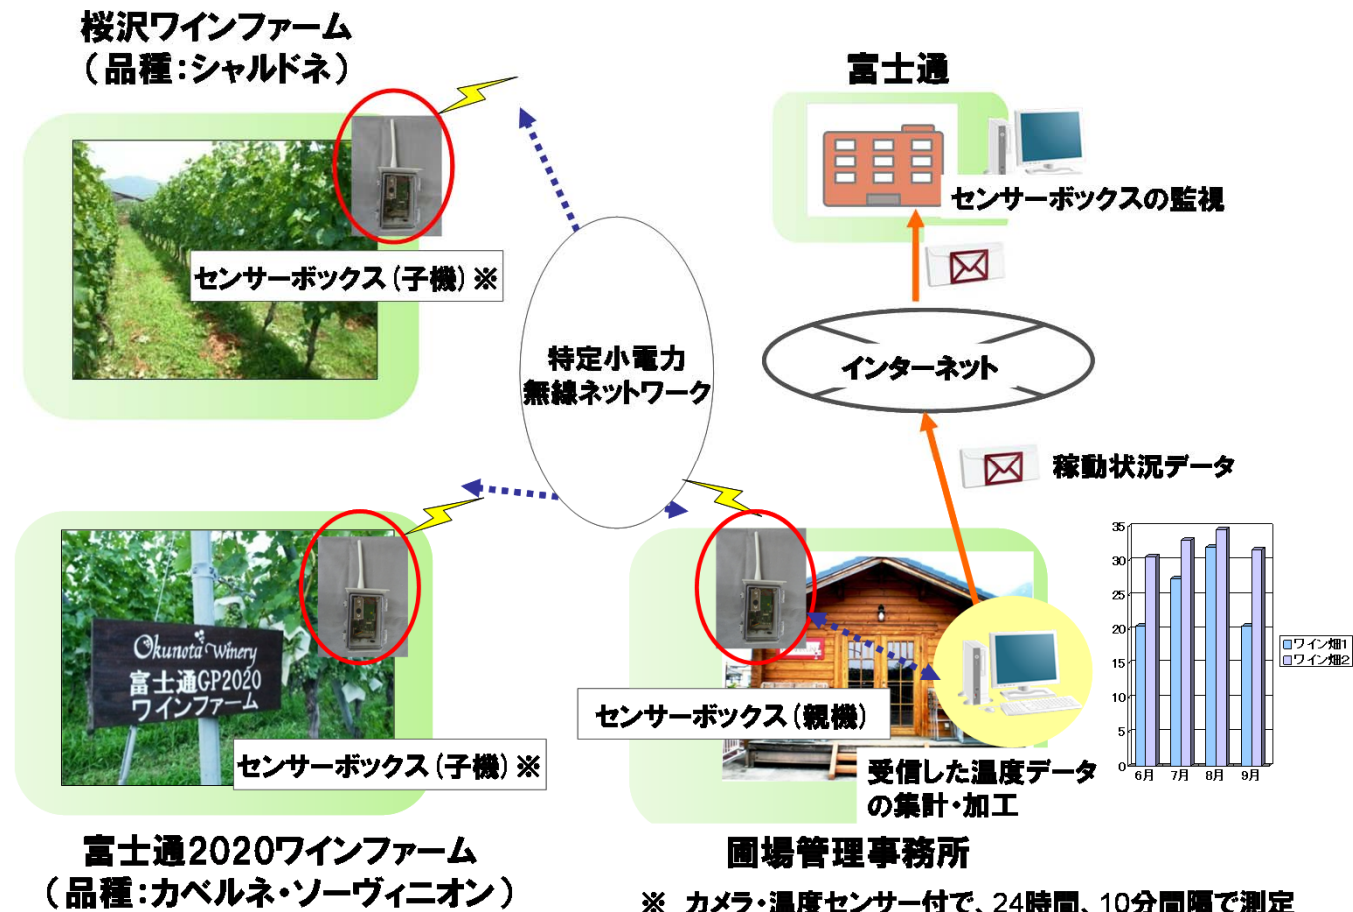 桜沢ワインファーム
（品種：シャルドネ）
富士通
センサーボックスの監視
センサーボックス（子機）※
特定小電力
無線ネットワーク
インターネット
稼動状況データ
Okunota Winery
富士通GP2020
ワインファーム
センサーボックス（子機）※
センサーボックス（親機）
受信した温度データ
の集計・加工
35
30
25
20
15
10
5
0
6月 7月 8月 9月
ワイン畑1
ワイン畑2
富士通2020ワインファーム
（品種：カベルネ・ソーヴィニオン）
圃場管理事務所
※ カメラ・温度センサー付で、24時間、10分間隔で測定